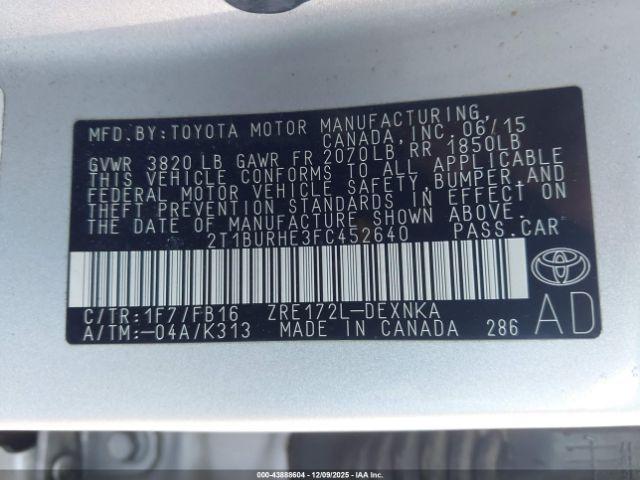 MFD.BY:TOYOTA MOTOR MANUFACTURING,
CANADA,INC.06/15
GVWR 3820 LB GAWR FR 2070LB,RR 1850LB
THIS VEHICLE CONFORMS TO ALL APPLICABLE
FEDERAL MOTOR VEHICLE SAFETY,BUMPER,AND
THEFT PREVENTION STANDARDS IN EFFECT ON
THE DATE OF MANUFACTURE SHOWN ABOVE.
2T1BURHE3FC452640 PASS.CAR
C/TR:1F7/FB16 ZRE172L-DEXNKA
A/TM:-04A/K313 MADE IN CANADA 286
AD
000-43888604 | 12/09/2025 | IAA Inc.